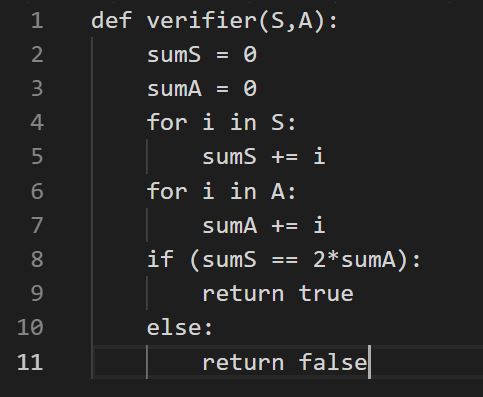 1 def verifier(S,A):
2     sumS = 0
3     sumA = 0
4     for i in S:
5         sumS += i
6     for i in A:
7         sumA += i
8     if (sumS == 2*sumA):
9         return true
10     else:
11         return false